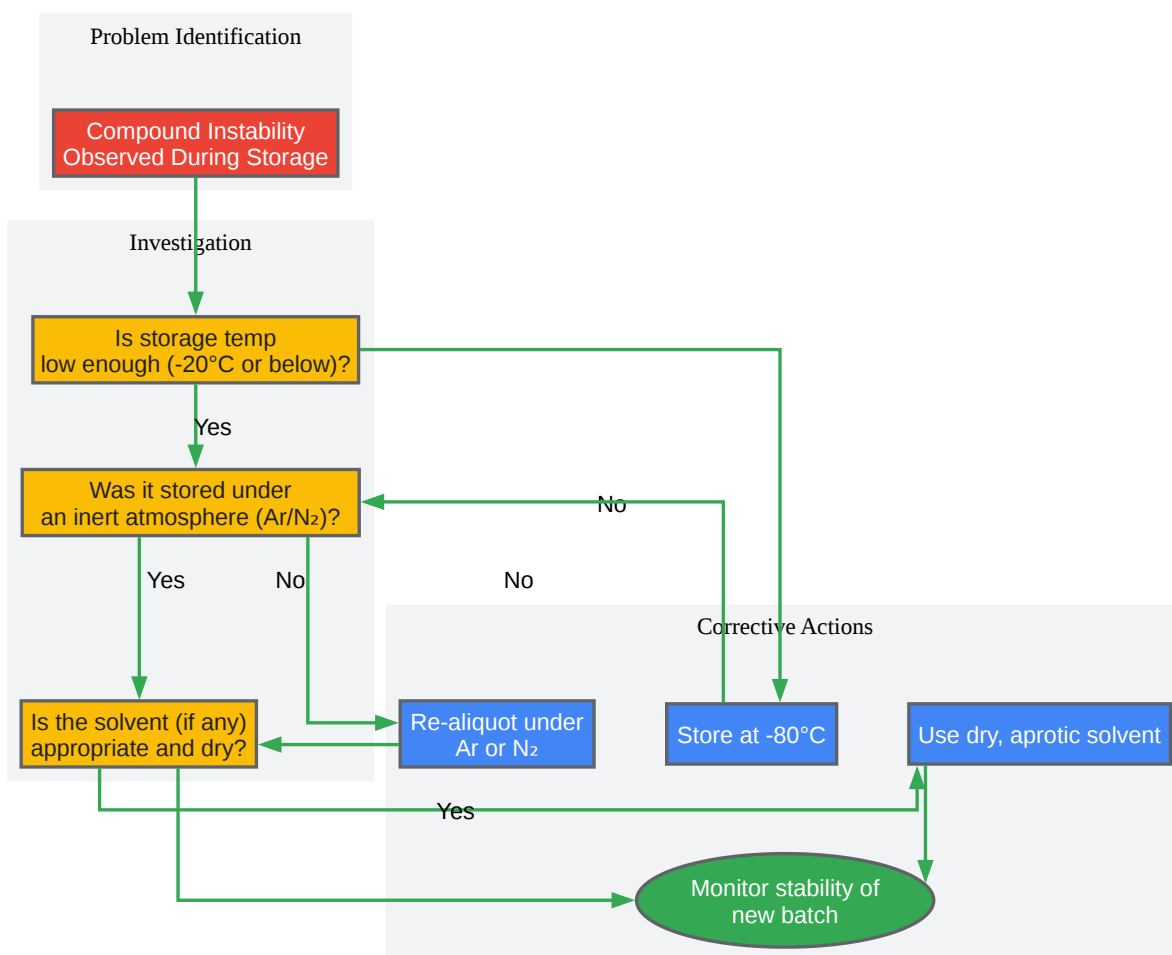 Problem Identification
Compound Instability
Observed During Storage
Investigation
Is storage temp
low enough (-20°C or below)?
Yes
Was it stored under
an inert atmosphere (Ar/N₂)?
No
Yes
No
No
Corrective Actions
Is the solvent (if any)
appropriate and dry?
Re-aliquot under
Ar or N₂
Store at -80°C
Use dry, aprotic solvent
Yes
Monitor stability of
new batch